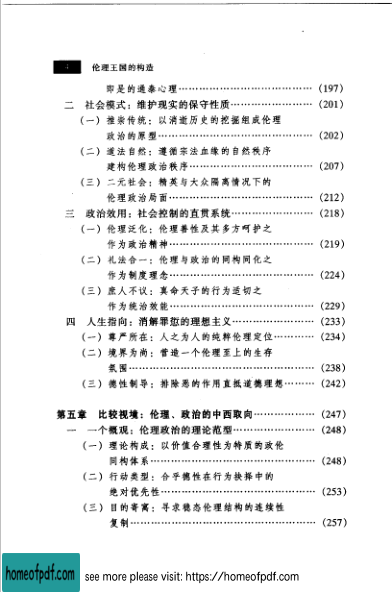 伦理王国的构造
即是的通泰心理……………………………(197)
二 社会模式：维护现实的保守性质………………(201)
(一) 推崇传统：以消逝历史的挖掘组成伦理
政治的原型………………………………(202)
(二) 道法自然：遵循宗法血缘的自然秩序
建构伦理政治秩序………………………(207)
(三) 二元社会：精英与大众隔离情况下的
伦理政治局面……………………………(212)
三 政治效用：社会控制的直贯系统………………(218)
(一) 伦理泛化：伦理善性及其多方呵护之
作为政治精神……………………………(219)
(二) 礼法合一：伦理与政治的同构同化之
作为制度理念……………………………(224)
(三) 庶人不议：真命天子的行为适切之
作为统治效能……………………………(229)
四 人生指向：消解罪愆的理想主义………………(233)
(一) 尊严所在：人之为人的纯粹伦理定位…………(234)
(二) 境界为尚：营造一个伦理至上的生存
氛围………………………………………(238)
(三) 德性制导：排除恶的作用直抵道德理想………(242)
第五章 比较视境：伦理、政治的中西取向………………(247)
一 一个概观：伦理政治的理论范型………………(248)
(一) 理论构成：以价值合理性为特质的政伦
同构体系…………………………………(248)
(二) 行动类型：合乎德性在行为抉择中的
绝对优先性………………………………(253)
(三) 目的寄寓：寻求稳态伦理结构的连续性
复制………………………………………(257)
homeofpdf.com
see more please visit: https://homeofpdf.com